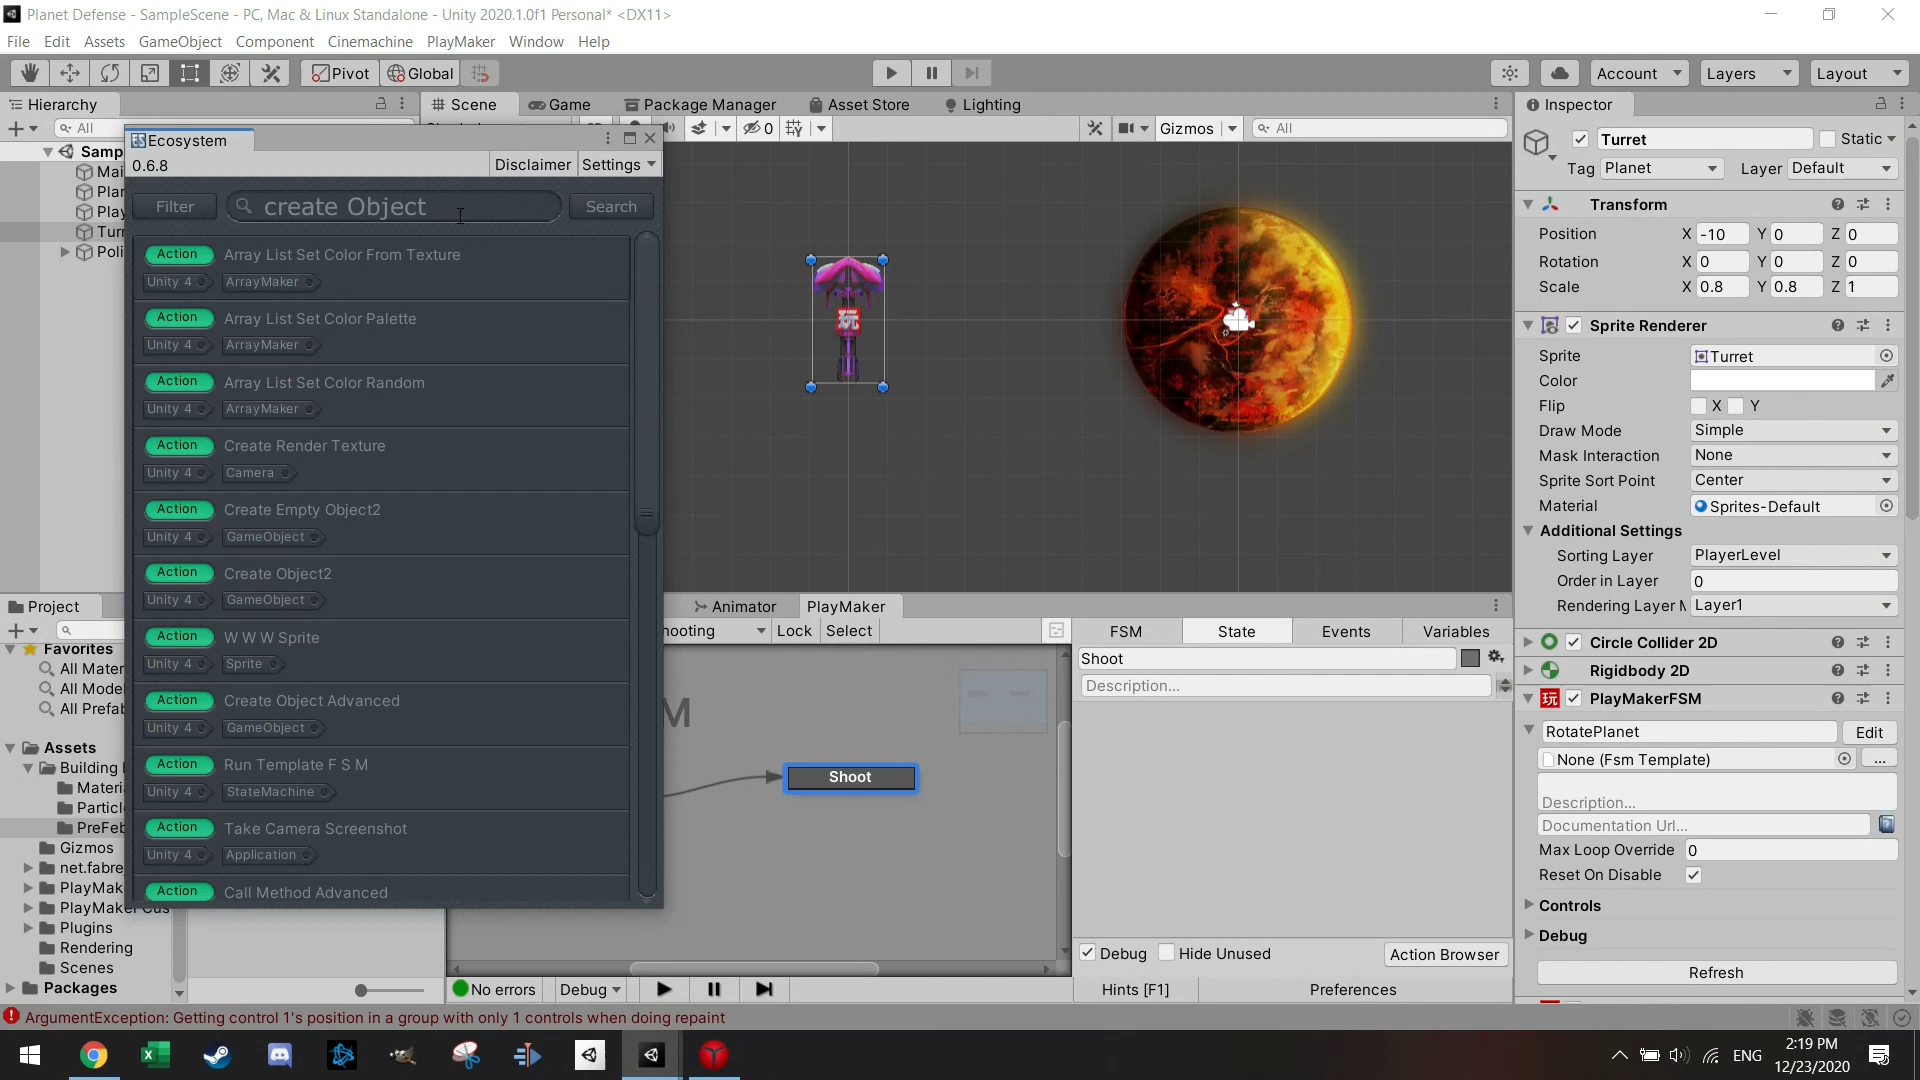 Planet Defense - SampleScene - PC, Mac & Linux Standalone - Unity 2020.1.0f1 Personal* <DX11>
File Edit Assets GameObject Component Cinemachine PlayMaker Window Help
Pivot Global Account Layers Layout
Hierarchy Scene Game Package Manager Asset Store Lighting Inspector
All 0 Gizmos All
Ecosystem
0.6.8 Disclaimer Settings
Filter create Object Search
Action Array List Set Color From Texture
Unity 4 ArrayMaker
Action Array List Set Color Palette
Unity 4 ArrayMaker
Action Array List Set Color Random
Unity 4 ArrayMaker
Action Create Render Texture
Unity 4 Camera
Action Create Empty Object2
Unity 4 GameObject
Action Create Object2
Unity 4 GameObject
Action W W W Sprite
Unity 4 Sprite
Action Create Object Advanced
Unity 4 GameObject
Action Run Template F S M
Unity 4 StateMachine
Action Take Camera Screenshot
Unity 4 Application
Action Call Method Advanced
Samp
Mai
Plar
Play
Turr
Poli
玩
Project
Favorites
All Mater
All Model
All Prefab
Assets
Building
Materi
Particl
PreFeb
Gizmos
net.fabre
PlayMak
PlayMaker Cus
Plugins
Rendering
Scenes
Packages
Animator PlayMaker
hooting Lock Select
M
Shoot
No errors Debug
FSM State Events Variables
Shoot
Description...
Debug Hide Unused Action Browser
Hints [F1] Preferences
Turret Static
Tag Planet Layer Default
Transform
Position X -10 Y 0 Z 0
Rotation X 0 Y 0 Z 0
Scale X 0.8 Y 0.8 Z 1
Sprite Renderer
Sprite Turret
Color
Flip X Y
Draw Mode Simple
Mask Interaction None
Sprite Sort Point Center
Material Sprites-Default
Additional Settings
Sorting Layer PlayerLevel
Order in Layer 0
Rendering Layer M Layer1
Circle Collider 2D
Rigidbody 2D
玩 PlayMakerFSM
RotatePlanet Edit
None (Fsm Template) ...
Description...
Documentation Url...
Max Loop Override 0
Reset On Disable
Controls
Debug
Refresh
ArgumentException: Getting control 1's position in a group with only 1 controls when doing repaint
ENG 2:19 PM
12/23/2020